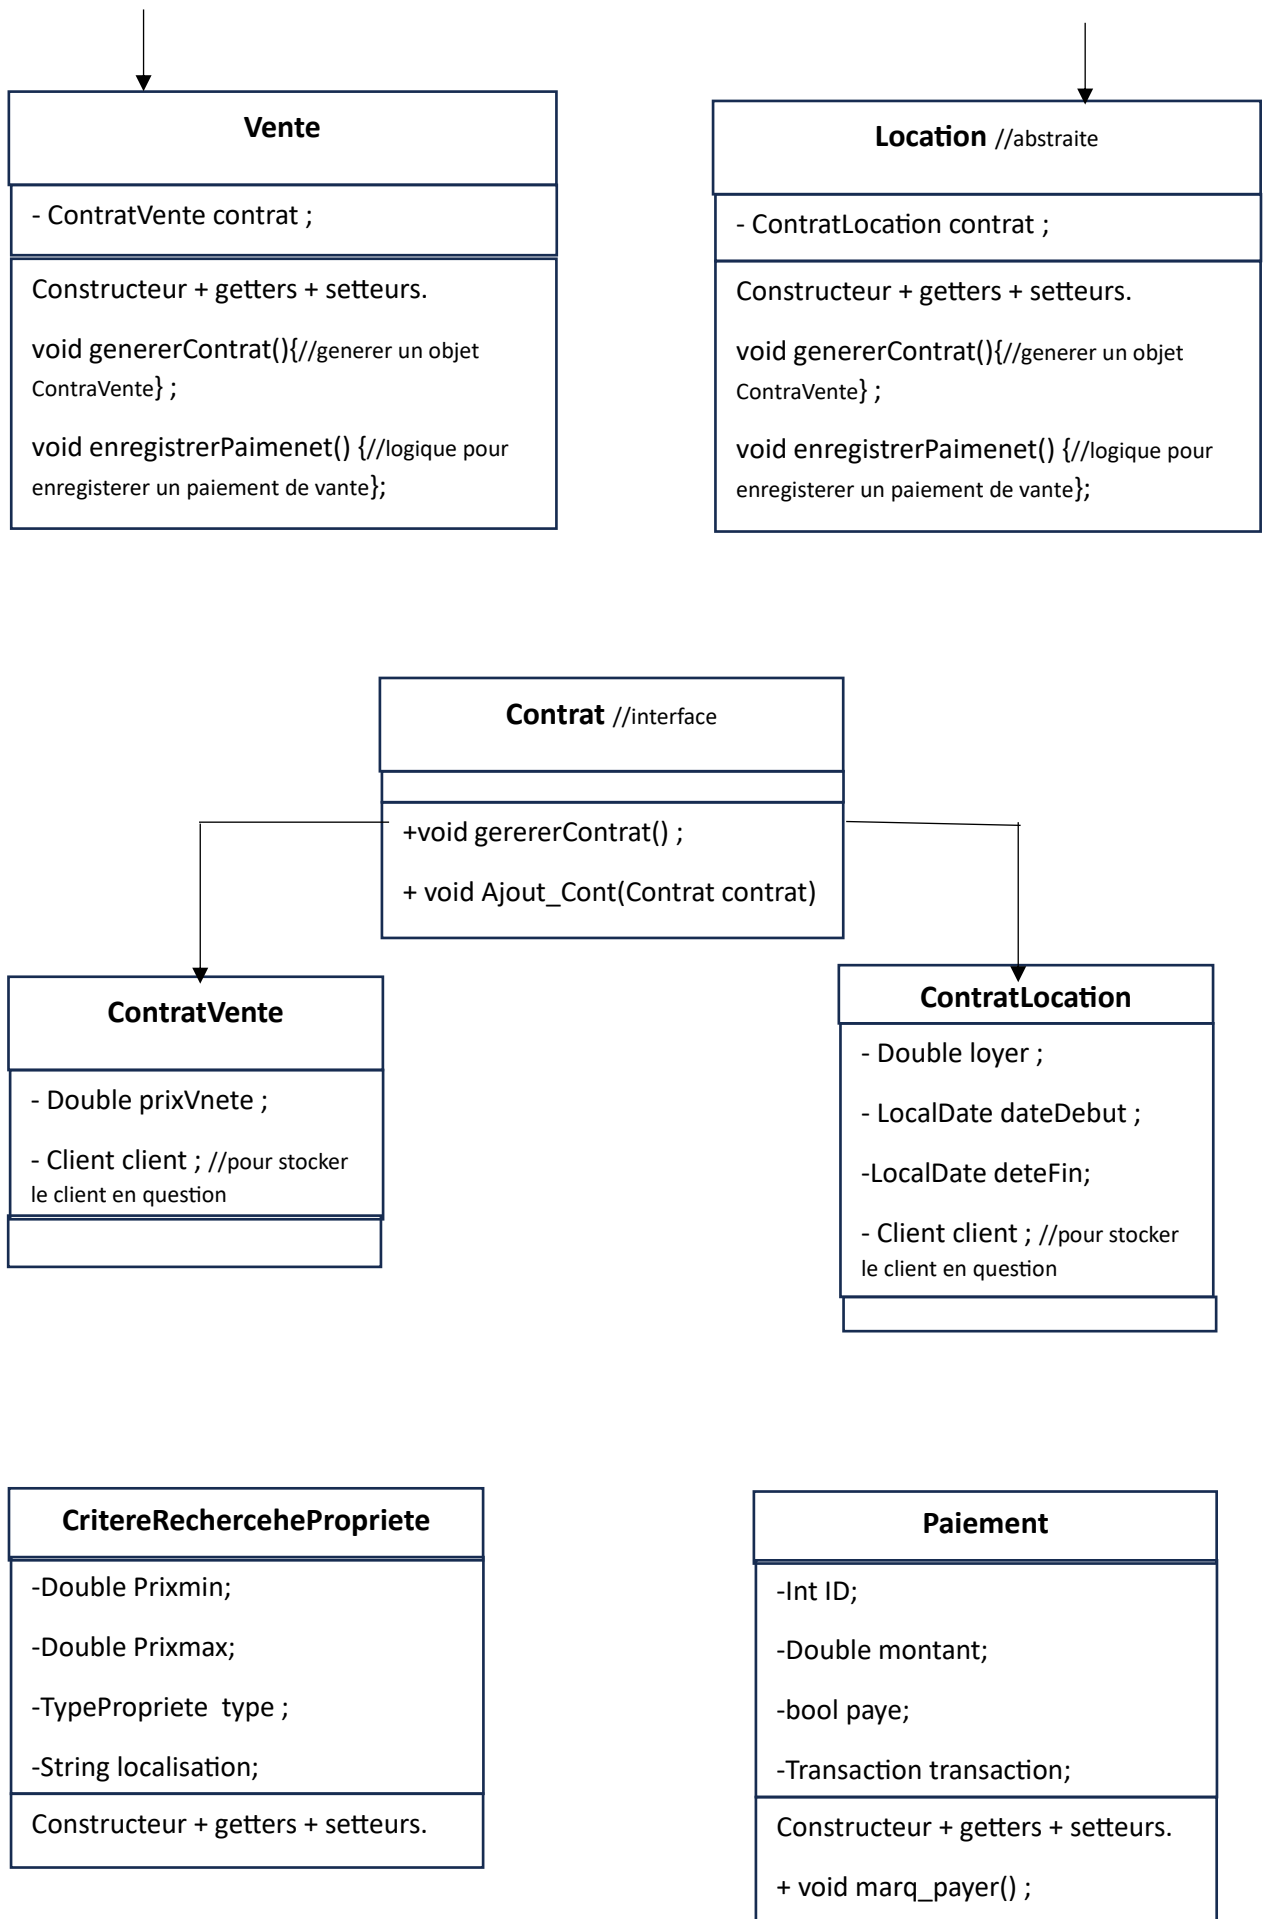 Vente
- ContratVente contrat ;
Constructeur + getters + setteurs.
void genererContrat(){//generer un objet
ContraVente} ;
void enregistrerPaimenet() {//logique pour
enregisterer un paiement de vante};
Location //abstraite
- ContratLocation contrat ;
Constructeur + getters + setteurs.
void genererContrat(){//generer un objet
ContraVente} ;
void enregistrerPaimenet() {//logique pour
enregisterer un paiement de vante};
Contrat //interface
+void gerererContrat() ;
+ void Ajout_Cont(Contrat contrat)
ContratVente
- Double prixVnete ;
- Client client ; //pour stocker
le client en question
ContratLocation
- Double loyer ;
- LocalDate dateDebut ;
-LocalDate deteFin;
- Client client ; //pour stocker
le client en question
CritereRechercehePropriete
-Double Prixmin;
-Double Prixmax;
-TypePropriete  type ;
-String localisation;
Constructeur + getters + setteurs.
Paiement
-Int ID;
-Double montant;
-bool paye;
-Transaction transaction;
Constructeur + getters + setteurs.
+ void marq_payer() ;